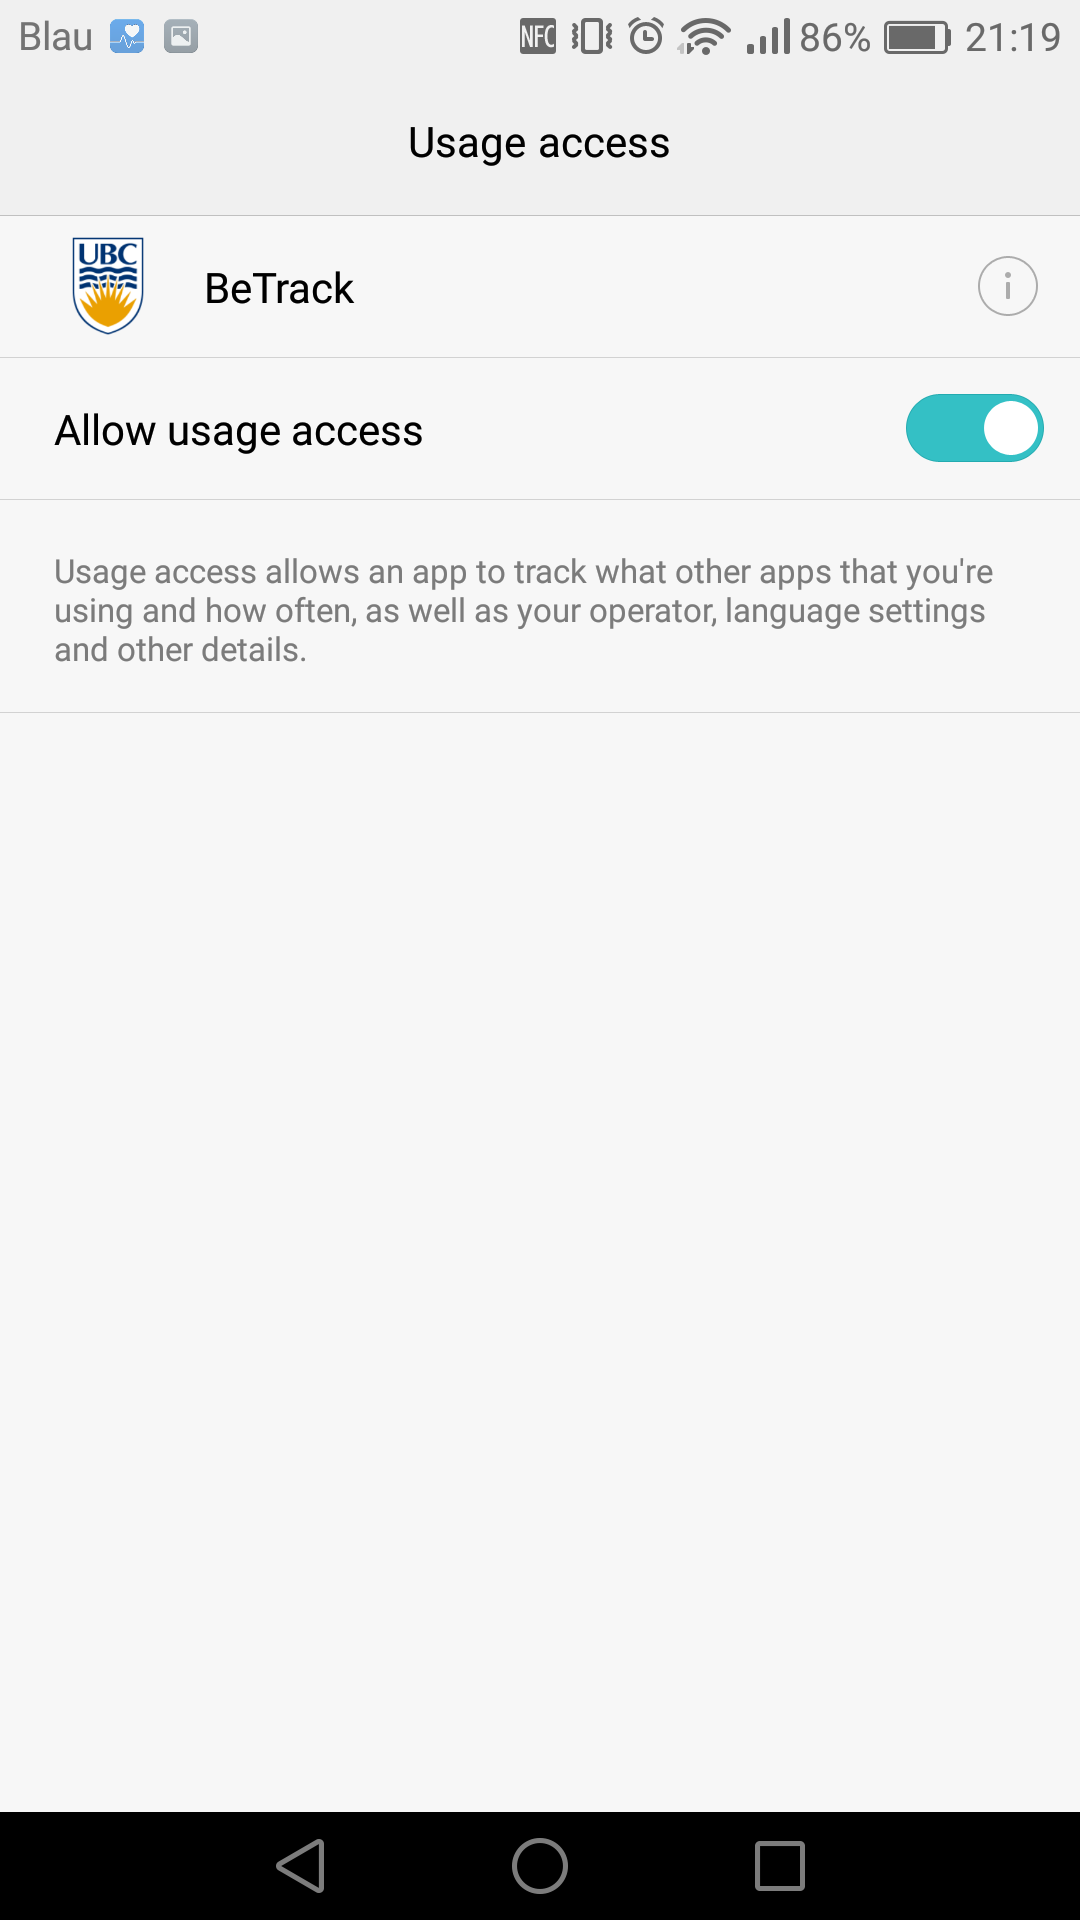 Blau NFC 86% 21:19
Usage access
UBC
BeTrack
Allow usage access
Usage access allows an app to track what other apps that you're
using and how often, as well as your operator, language settings
and other details.